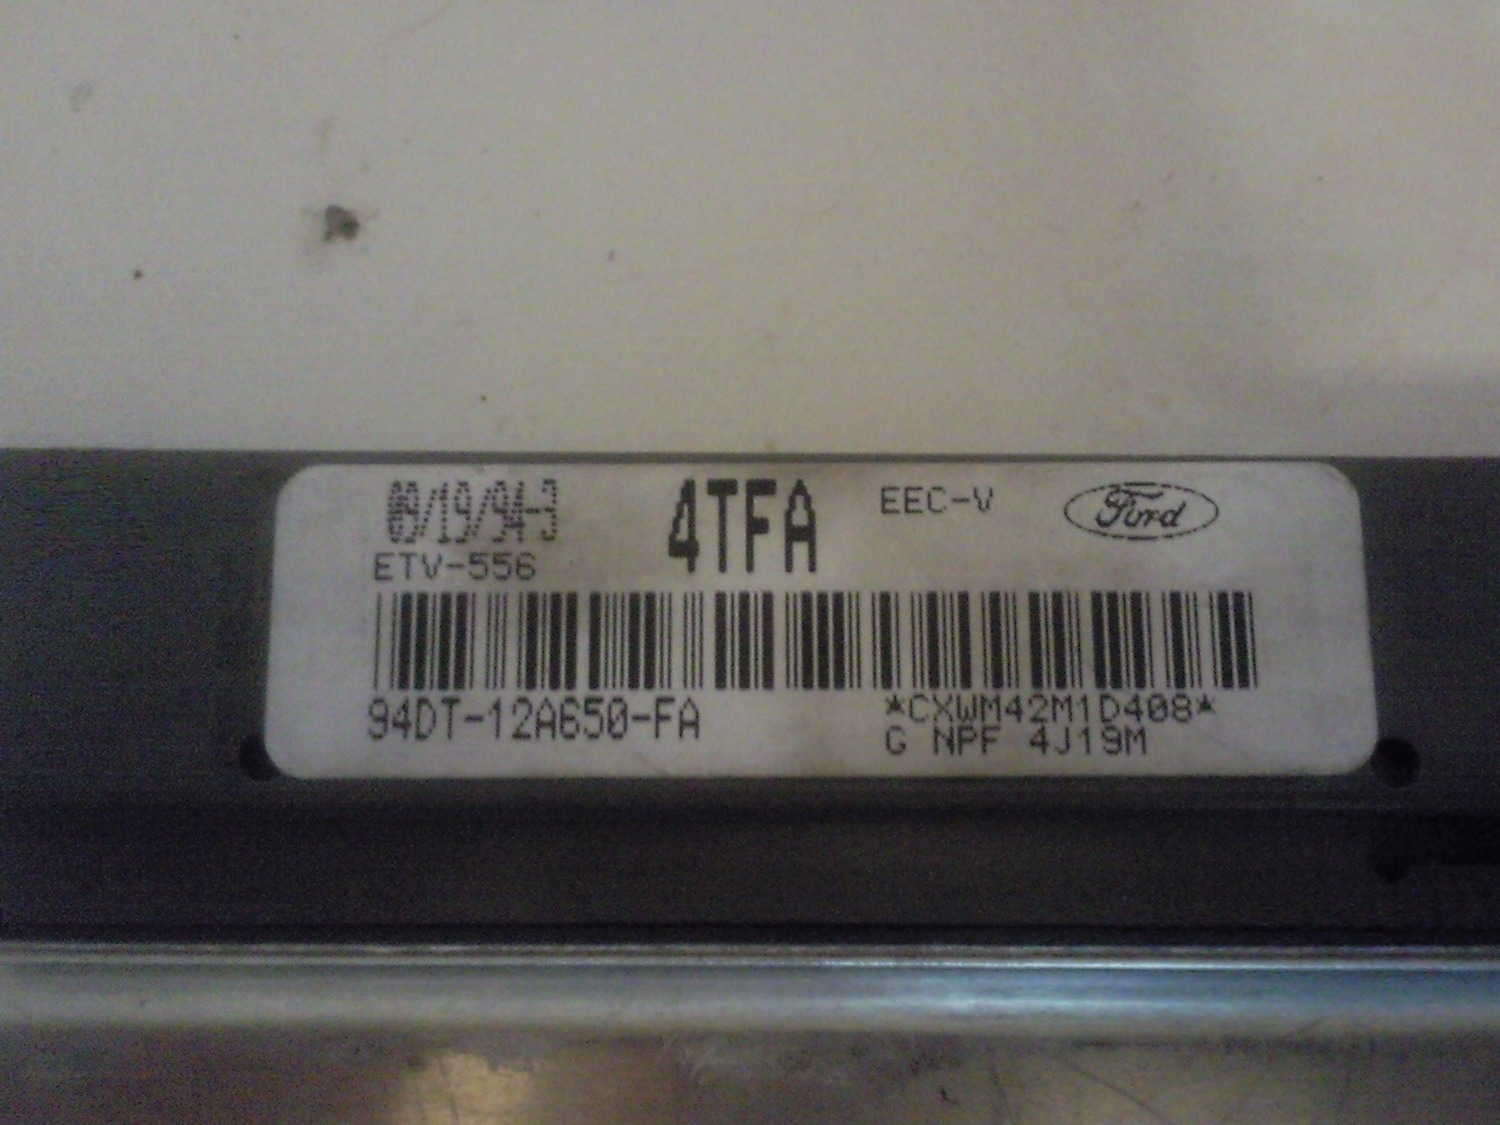 09/19/94-3 4TFA EEC-V Ford
ETV-556
94DT-12A650-FA *CXWM42M1D408*
G NPF 4J19M